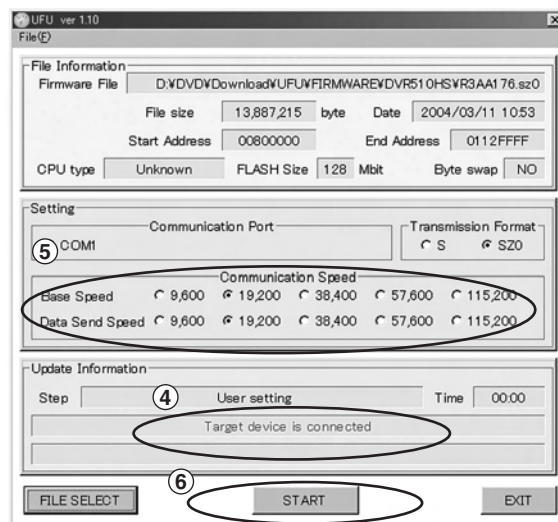 UFU ver 1.10
File(F)
File Information
Firmware File D:¥DVD¥Download¥UFU¥FIRMWARE¥DVR510HS¥R3AA176.sz0
File size 13,887,215 byte Date 2004/03/11 10:53
Start Address 00800000 End Address 0112FFFF
CPU type Unknown FLASH Size 128 Mbit Byte swap NO
Setting
Communication Port Transmission Format
⑤ COM1 S SZ0
Communication Speed
Base Speed 9,600 19,200 38,400 57,600 115,200
Data Send Speed 9,600 19,200 38,400 57,600 115,200
Update Information
Step ④ User setting Time 00:00
Target device is connected
⑥
FILE SELECT START EXIT